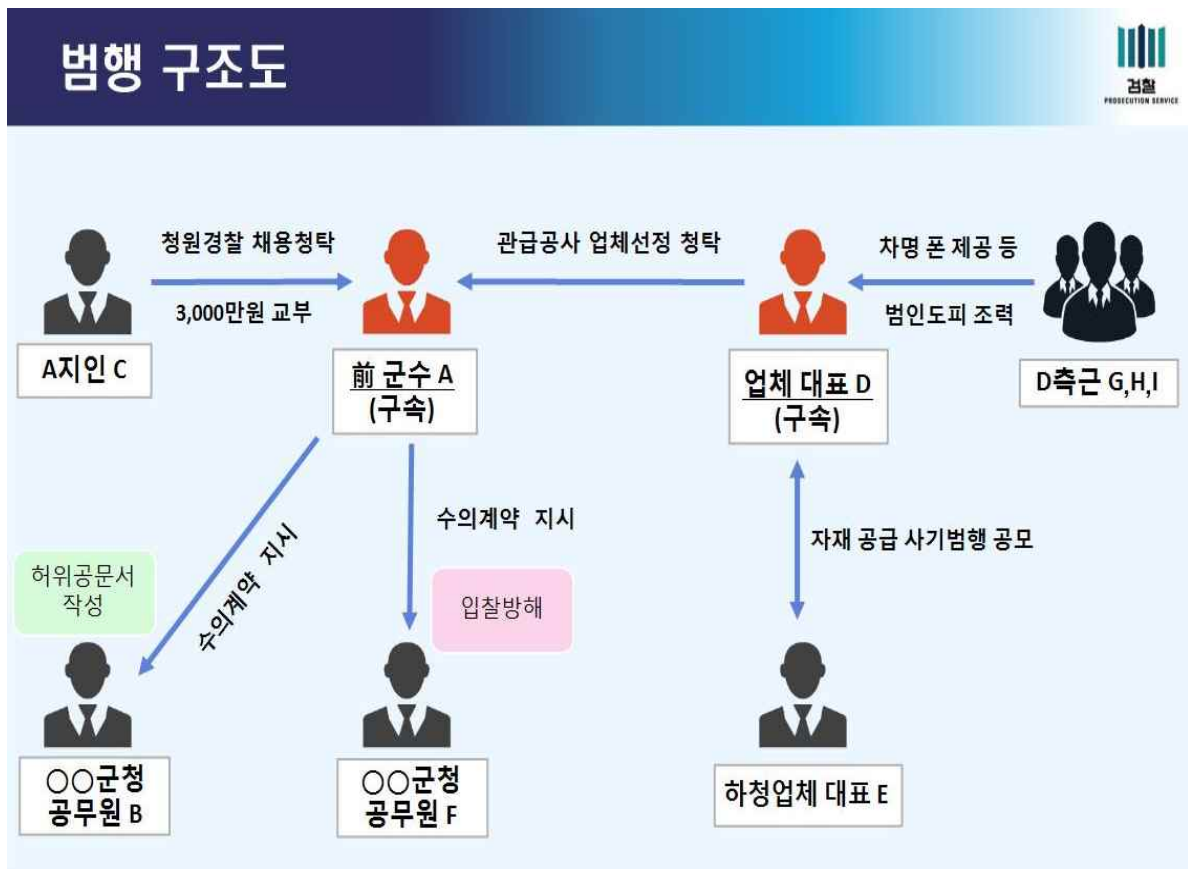 범행 구조도
검찰
PROSECUTION SERVICE
청원경찰 채용청탁
3,000만원 교부
관급공사 업체선정 청탁
차명 폰 제공 등
범인도피 조력
A지인 C
前 군수 A
(구속)
업체 대표 D
(구속)
D측근 G,H,I
수의계약 지시
수의계약 지시
자재 공급 사기범행 공모
허위공문서
작성
입찰방해
○○군청
공무원 B
○○군청
공무원 F
하청업체 대표 E